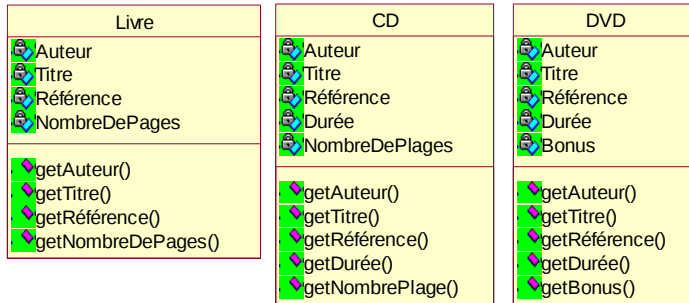 Livre
Auteur
Titre
Référence
NombreDePages
getAuteur()
getTitre()
getRéférence()
getNombreDePages()
CD
Auteur
Titre
Référence
Durée
NombreDePlages
getAuteur()
getTitre()
getRéférence()
getDurée()
getNombrePlage()
DVD
Auteur
Titre
Référence
Durée
Bonus
getAuteur()
getTitre()
getRéférence()
getDurée()
getBonus()